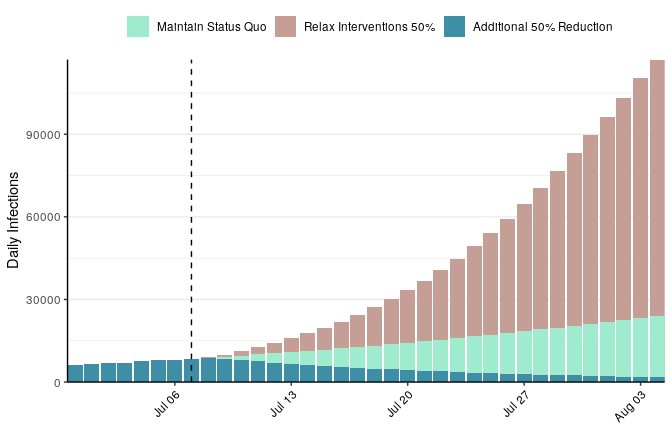 Maintain Status Quo Relax Interventions 50% Additional 50% Reduction
Daily Infections
90000
60000
30000
0
Jul 06 Jul 13 Jul 20 Jul 27 Aug 03